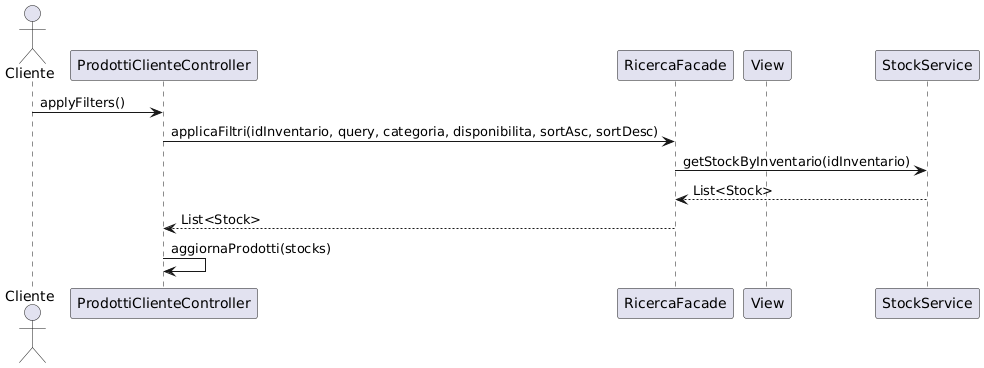 Cliente
ProdottiClienteController
RicercaFacade
View
StockService
applyFilters()
applicaFiltri(idInventario, query, categoria, disponibilita, sortAsc, sortDesc)
getStockByInventario(idInventario)
List<Stock>
List<Stock>
aggiornaProdotti(stocks)
Cliente
ProdottiClienteController
RicercaFacade
View
StockService